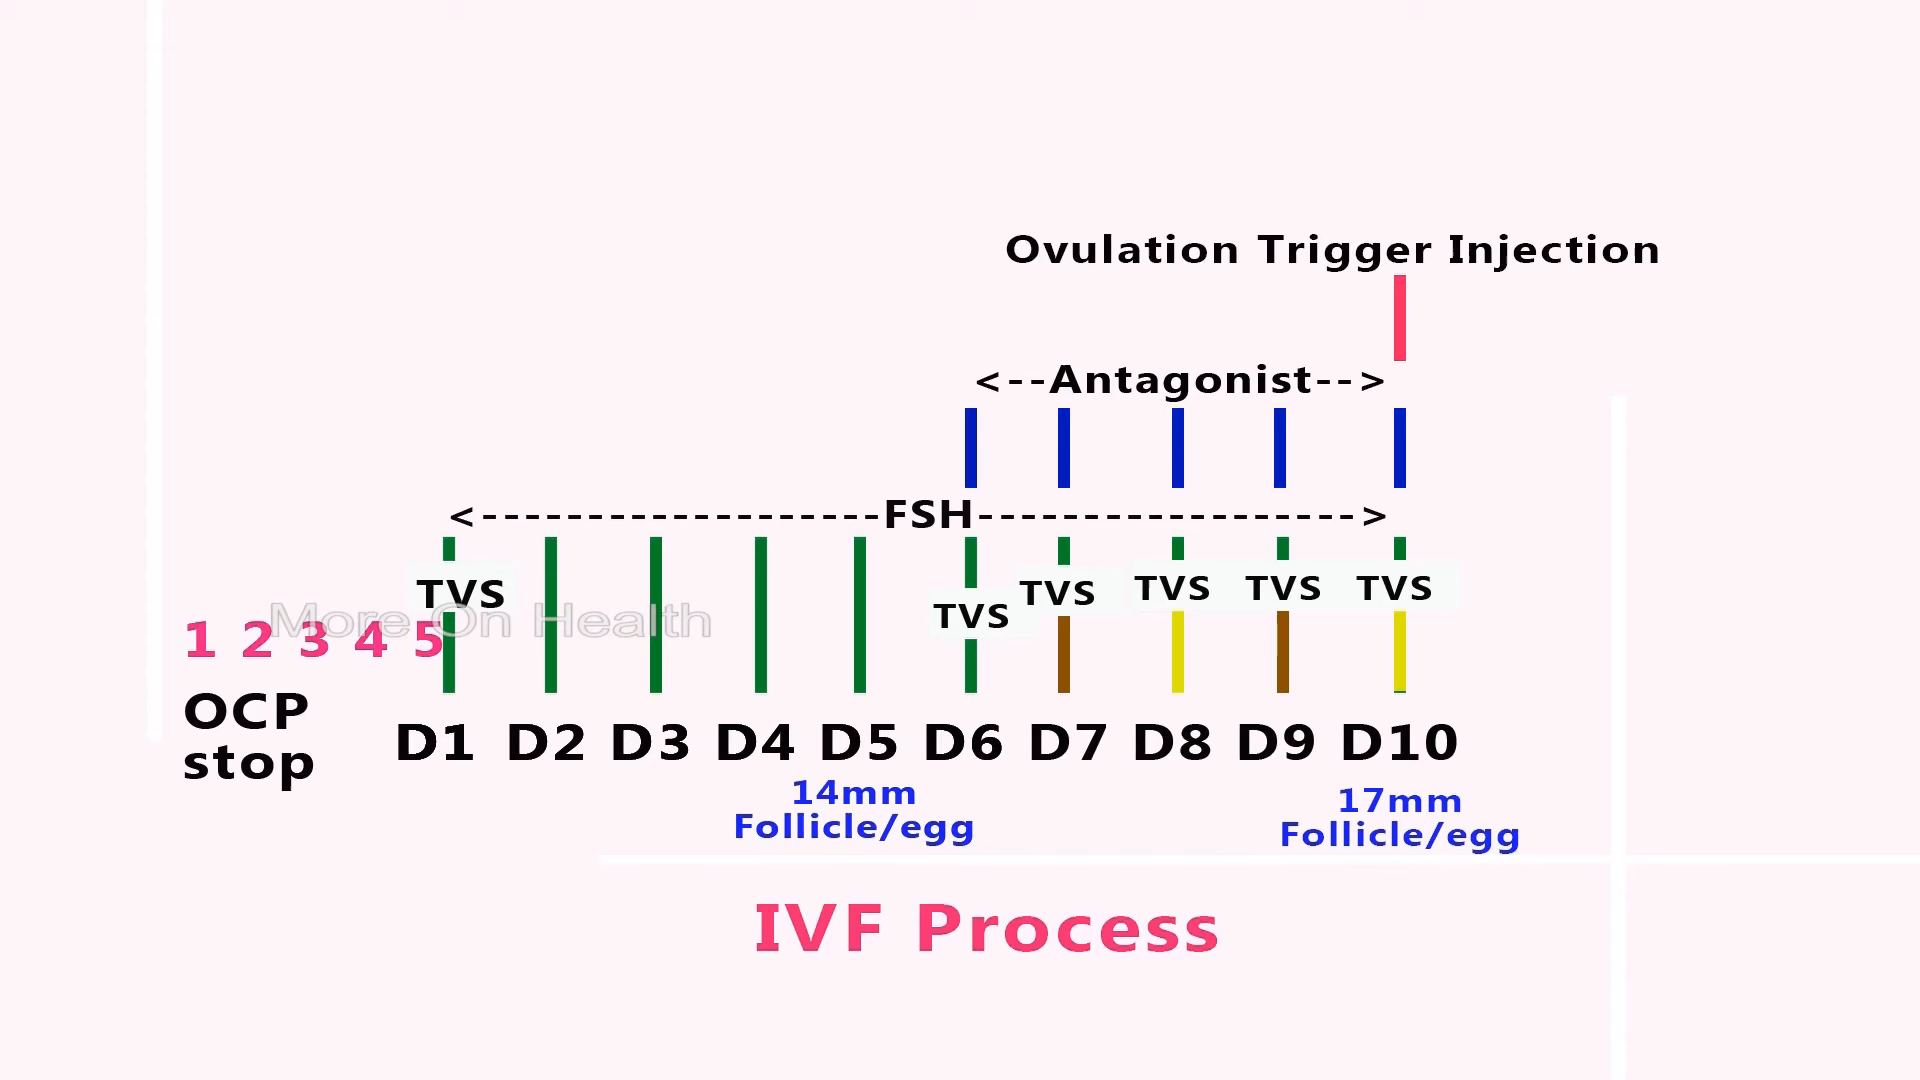 Ovulation Trigger Injection
<--Antagonist-->
<-------------------FSH------------------>
TVS TVS TVS TVS TVS TVS
More On Health
1 2 3 4 5
OCP
stop
D1 D2 D3 D4 D5 D6 D7 D8 D9 D10
14mm
Follicle/egg
17mm
Follicle/egg
IVF Process